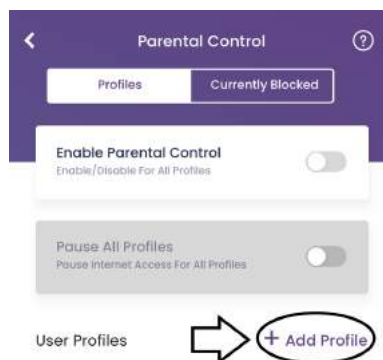 Parental Control ?
Profiles Currently Blocked
Enable Parental Control
Enable/Disable For All Profiles
Pause All Profiles
Pause Internet Access For All Profiles
User Profiles + Add Profile